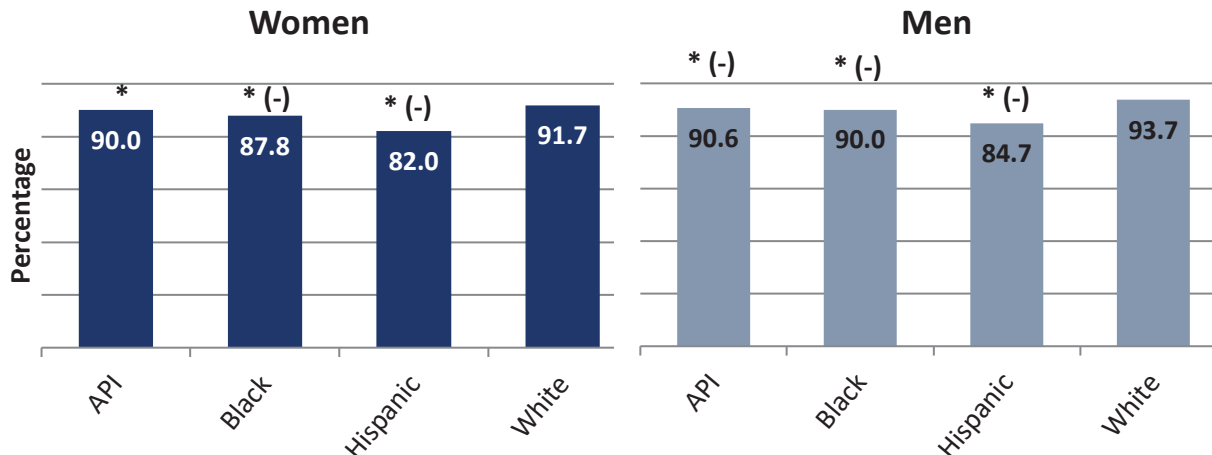 Women
Men
Percentage
* * (-) * (-)
90.0 87.8 82.0 91.7
API Black Hispanic White
* (-) * (-) * (-)
90.6 90.0 84.7 93.7
API Black Hispanic White